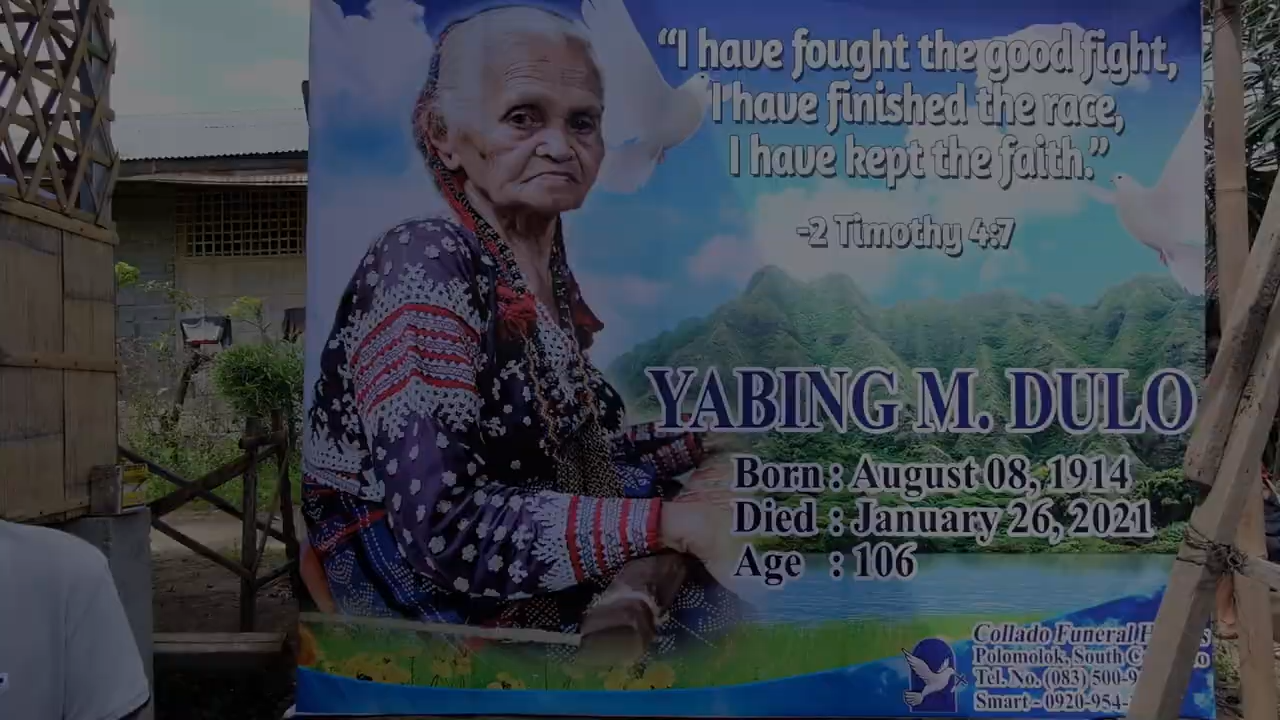 “I have fought the good fight,
I have finished the race,
I have kept the faith.”
-2 Timothy 4:7
YABING M. DULO
Born : August 08, 1914
Died : January 26, 2021
Age : 106
Collado Funeral
Polomolok, South
Tel. No. (083) 500-9
Smart - 0920-954-